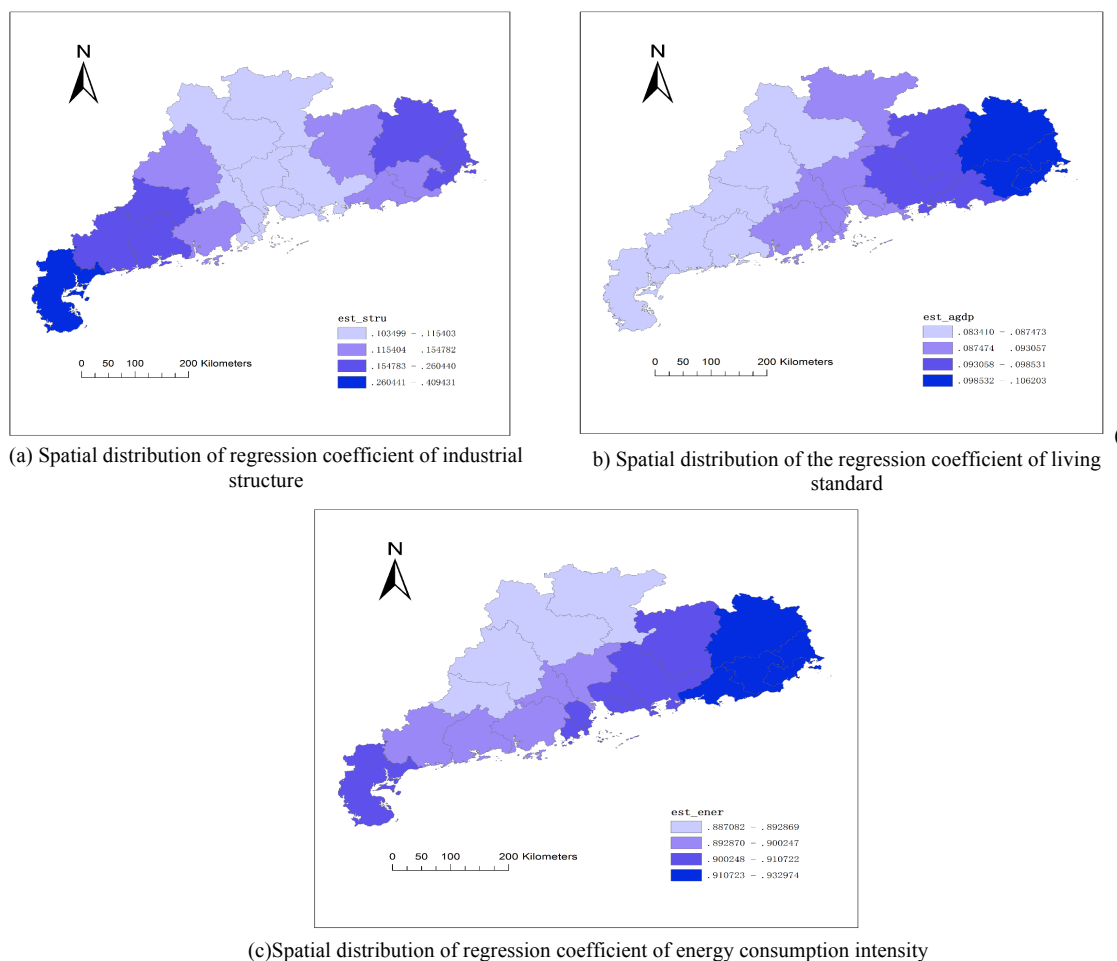 N
est_stru
.103499 - .115403
.115404 .154782
.154783 - .260440
.260441 - .409431
0 50 100 200 Kilometers
(a) Spatial distribution of regression coefficient of industrial
structure
N
est_agdp
.083410 - .087473
.087474 .093057
.093058 - .098531
.098532 - .106203
0 50 100 200 Kilometers
(
b) Spatial distribution of the regression coefficient of living
standard
N
est_ener
.887082 - .892869
.892870 - .900247
.900248 - .910722
.910723 - .932974
0 50 100 200 Kilometers
(c)Spatial distribution of regression coefficient of energy consumption intensity